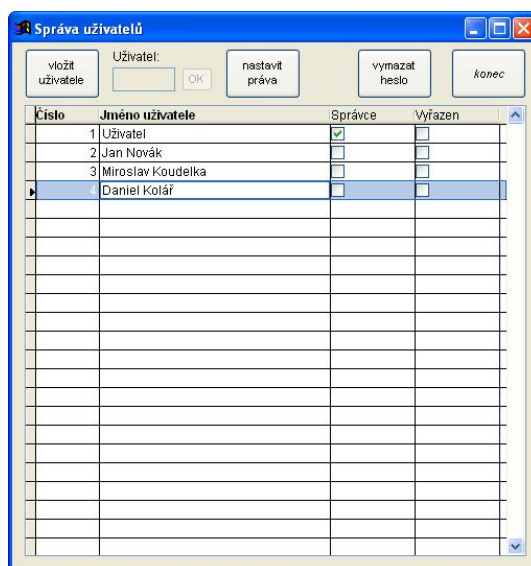 Správa uživatelů
vložit uživatele
Uživatel:
OK
nastavit práva
vymazat heslo
konec
Číslo Jméno uživatele Správce Vyřazen
1 Uživatel
2 Jan Novák
3 Miroslav Koudelka
4 Daniel Kolář